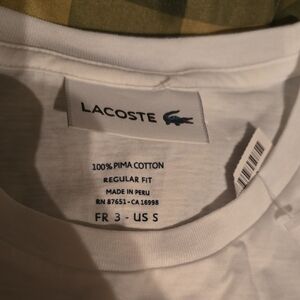 LACOSTE
100% PIMA COTTON
REGULAR FIT
MADE IN PERU
RN 87651 - CA 16998
FR 3 - US S